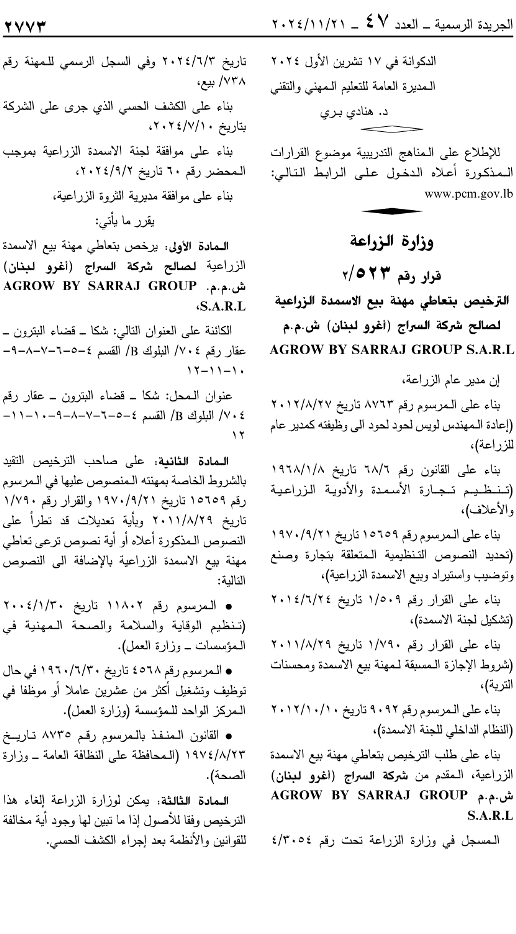 الجريدة الرسمية ــ العدد ٤٧ ــ ٢٠٢٤/١١/٢١
٢٧٧٣
الدكوانة في ١٧ تشرين الأول ٢٠٢٤
المديرة العامة للتعليم المهني والتقني
د. هنادي بري
للإطلاع على المناهج التدريبية موضوع القرارات
المذكورة أعلاه الدخول على الرابط التالي:
www.pcm.gov.lb
وزارة الزراعة
قرار رقم ٢/٥٢٣
الترخيص بتعاطي مهنة بيع الاسمدة الزراعية
لصالح شركة السراج (اغرو لبنان) ش.م.م
AGROW BY SARRAJ GROUP S.A.R.L
إن مدير عام الزراعة،
بناء على المرسوم رقم ٨٧٦٣ تاريخ ٢٠١٢/٨/٢٧
(إعادة المهندس لويس لحود لحود الى وظيفته كمدير عام
للزراعة)،
بناء على القانون رقم ٦٨/٦ تاريخ ١٩٦٨/١/٨
(تنظيم تجارة الأسمدة والأدوية الزراعية
والأعلاف)،
بناء على المرسوم رقم ١٥٦٥٩ تاريخ ١٩٧٠/٩/٢١
(تحديد النصوص التنظيمية المتعلقة بتجارة وصنع
وتوضيب واستيراد وبيع الاسمدة الزراعية)،
بناء على القرار رقم ١/٥٠٩ تاريخ ٢٠١٤/٦/٢٤
(تشكيل لجنة الاسمدة)،
بناء على القرار رقم ١/٧٩٠ تاريخ ٢٠١١/٨/٢٩
(شروط الإجازة المسبقة لمهنة بيع الاسمدة ومحسنات
التربة)،
بناء على المرسوم رقم ٩٠٩٢ تاريخ ٢٠١٢/١٠/١٠
(النظام الداخلي للجنة الاسمدة)،
بناء على طلب الترخيص بتعاطي مهنة بيع الاسمدة
الزراعية، المقدم من شركة السراج (اغرو لبنان)
ش.م.م AGROW BY SARRAJ GROUP
S.A.R.L
المسجل في وزارة الزراعة تحت رقم ٤/٣٠٥٤
تاريخ ٢٠٢٤/٦/٣ وفي السجل الرسمي للمهنة رقم
٧٣٨/ بيع،
بناء على الكشف الحسي الذي جرى على الشركة
بتاريخ ٢٠٢٤/٧/١٠،
بناء على موافقة لجنة الاسمدة الزراعية بموجب
المحضر رقم ٦٠ تاريخ ٢٠٢٤/٩/٢،
بناء على موافقة مديرية الثروة الزراعية،
يقرر ما يأتي:
المادة الأولى: يرخص بتعاطي مهنة بيع الاسمدة
الزراعية لصالح شركة السراج (أغرو لبنان)
ش.م.م. AGROW BY SARRAJ GROUP
S.A.R.L،
الكائنة على العنوان التالي: شكا ــ قضاء البترون ــ
عقار رقم ٧٠٤/ البلوك B/ القسم ٤–٥–٦–٧–٨–٩–
١٠–١١–١٢
عنوان المحل: شكا ــ قضاء البترون ــ عقار رقم
٧٠٤/ البلوك B/ القسم ٤–٥–٦–٧–٨–٩–١٠–١١–
١٢
المادة الثانية: على صاحب الترخيص التقيد
بالشروط الخاصة بمهنته المنصوص عليها في المرسوم
رقم ١٥٦٥٩ تاريخ ١٩٧٠/٩/٢١ والقرار رقم ١/٧٩٠
تاريخ ٢٠١١/٨/٢٩ وبأية تعديلات قد تطرأ على
النصوص المذكورة أعلاه أو أية نصوص ترعى تعاطي
مهنة بيع الاسمدة الزراعية بالإضافة الى النصوص
التالية:
● المرسوم رقم ١١٨٠٢ تاريخ ٢٠٠٤/١/٣٠
(تنظيم الوقاية والسلامة والصحة المهنية في
المؤسسات ــ وزارة العمل).
● المرسوم رقم ٤٥٦٨ تاريخ ١٩٦٠/٦/٣٠ في حال
توظيف وتشغيل أكثر من عشرين عاملا أو موظفا في
المركز الواحد للمؤسسة (وزارة العمل).
● القانون المنفذ بالمرسوم رقم ٨٧٣٥ تاريخ
١٩٧٤/٨/٢٣ (المحافظة على النظافة العامة ــ وزارة
الصحة).
المادة الثالثة: يمكن لوزارة الزراعة إلغاء هذا
الترخيص وفقا للأصول إذا ما تبين لها وجود أية مخالفة
للقوانين والأنظمة بعد إجراء الكشف الحسي.